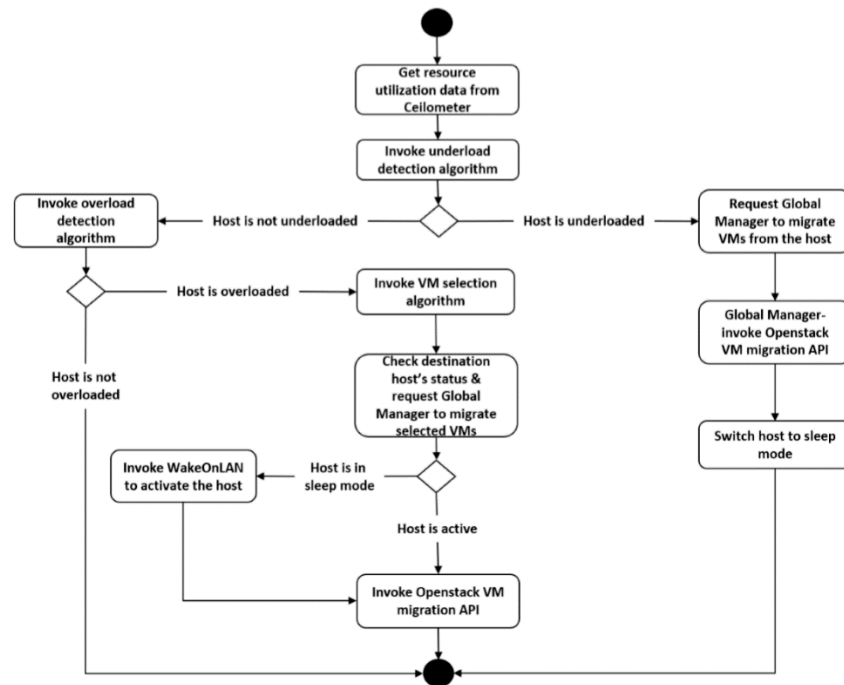 Get resource
utilization data from
Ceilometer
Invoke underload
detection algorithm
Invoke overload
detection
algorithm
Host is not underloaded
Host is underloaded
Request Global
Manager to migrate
VMs from the host
Host is overloaded
Invoke VM selection
algorithm
Global Manager-
invoke Openstack
VM migration API
Host is not
overloaded
Check destination
host's status &
request Global
Manager to migrate
selected VMs
Switch host to sleep
mode
Invoke WakeOnLAN
to activate the host
Host is in
sleep mode
Host is active
Invoke Openstack VM
migration API